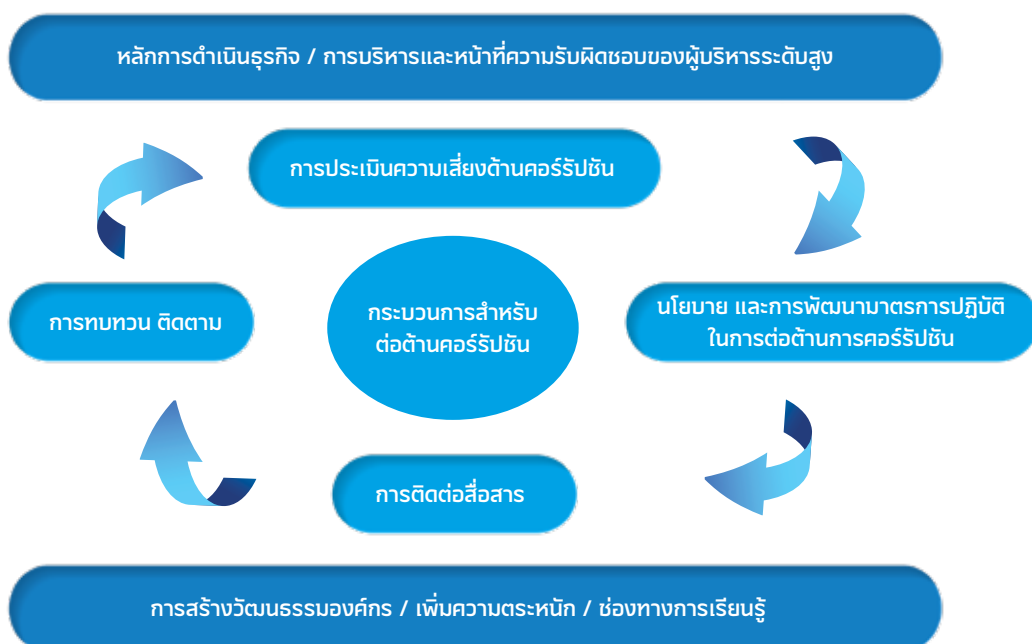 หลักการดำเนินธุรกิจ / การบริหารและหน้าที่ความรับผิดชอบของผู้บริหารระดับสูง
การประเมินความเสี่ยงด้านคอร์รัปชัน
การทบทวน ติดตาม
กระบวนการสำหรับ
ต่อต้านคอร์รัปชัน
นโยบาย และการพัฒนามาตรการปฏิบัติ
ในการต่อต้านการคอร์รัปชัน
การติดต่อสื่อสาร
การสร้างวัฒนธรรมองค์กร / เพิ่มความตระหนัก / ช่องทางการเรียนรู้